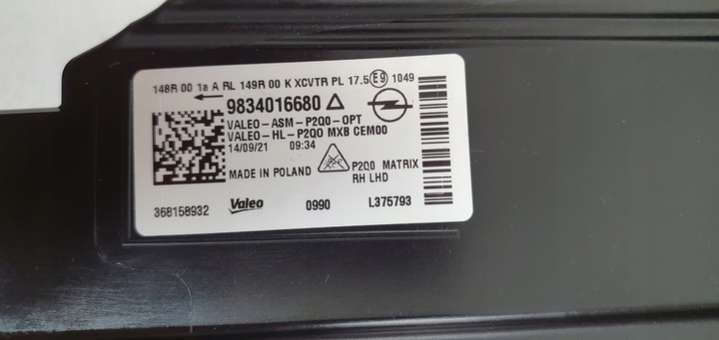 148R 00 1a A RL 149R 00 K XCVTR PL 17.5 E9 1049
9834016680
VALEO-ASM-P2Q0-OPT
VALEO-HL-P2QO MXB CEM00
14/09/21 09:34
MADE IN POLAND
P2Q0 MATRIX
RH LHD
368158932 Valeo 0990 L375793